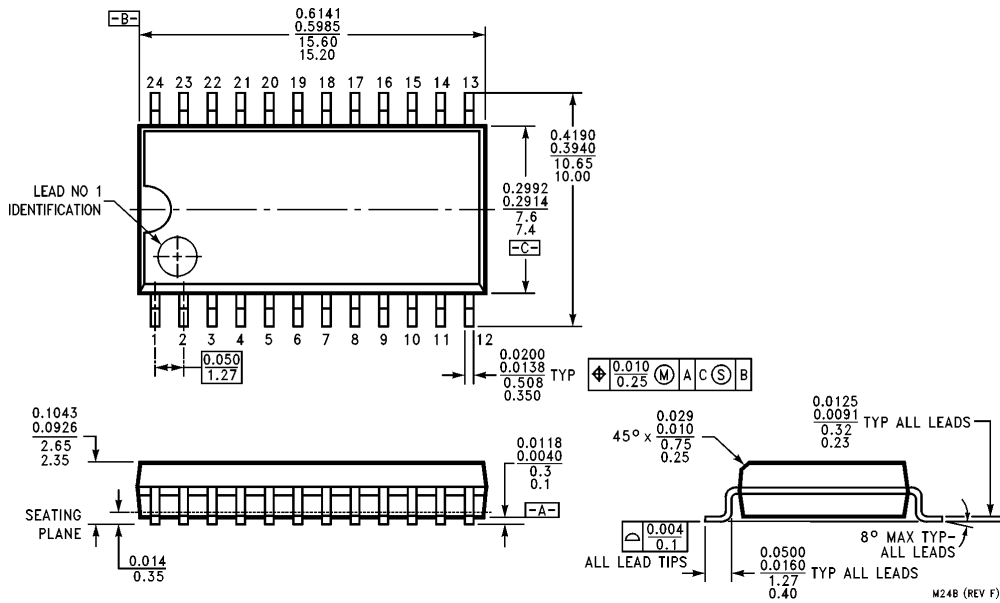 -B-
0.6141
0.5985
15.60
15.20
24 23 22 21 20 19 18 17 16 15 14 13
0.4190
0.3940
10.65
10.00
LEAD NO 1
IDENTIFICATION
0.2992
0.2914
7.6
7.4
-C-
1 2 3 4 5 6 7 8 9 10 11 12
0.050
1.27
0.0200
0.0138
0.508
0.350
TYP
⌖ 0.010 0.25 Ⓜ A C Ⓢ B
0.1043
0.0926
2.65
2.35
0.0118
0.0040
0.3
0.1
-A-
SEATING
PLANE
0.014
0.35
45° x
0.029
0.010
0.75
0.25
0.0125
0.0091
0.32
0.23
TYP ALL LEADS
0.004
0.1
ALL LEAD TIPS
0.0500
0.0160
1.27
0.40
TYP ALL LEADS
8° MAX TYP-
ALL LEADS
M24B (REV F)